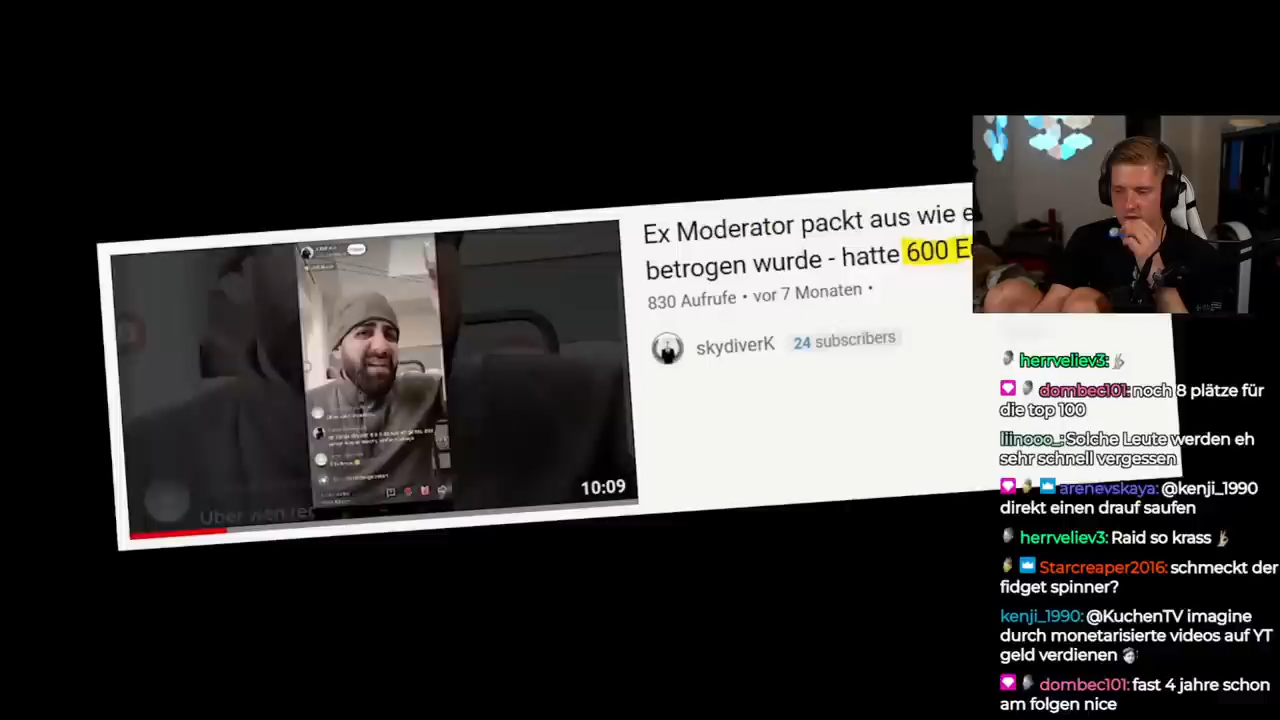 Ex Moderator packt aus wie e
betrogen wurde - hatte 600 E
830 Aufrufe • vor 7 Monaten •
skydiverK 24 subscribers
10:09
herrveliev3:
dombec101: noch 8 plätze für
die top 100
liinooo_: Solche Leute werden eh
sehr schnell vergessen
arenevskaya: @kenji_1990
direkt einen drauf saufen
herrveliev3: Raid so krass
Starcreaper2016: schmeckt der
fidget spinner?
kenji_1990: @KuchenTV imagine
durch monetarisierte videos auf YT
geld verdienen
dombec101: fast 4 jahre schon
am folgen nice